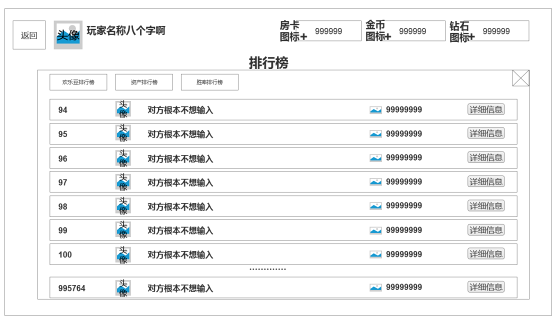 返回
头像
玩家名称八个字啊
房卡
图标+
999999
金币
图标+
999999
钻石
图标+
999999
排行榜
欢乐豆排行榜
资产排行榜
胜率排行榜
94 头像 对方根本不想输入 99999999 详细信息
95 头像 对方根本不想输入 99999999 详细信息
96 头像 对方根本不想输入 99999999 详细信息
97 头像 对方根本不想输入 99999999 详细信息
98 头像 对方根本不想输入 99999999 详细信息
99 头像 对方根本不想输入 99999999 详细信息
100 头像 对方根本不想输入 99999999 详细信息
.............
995764 头像 对方根本不想输入 99999999 详细信息